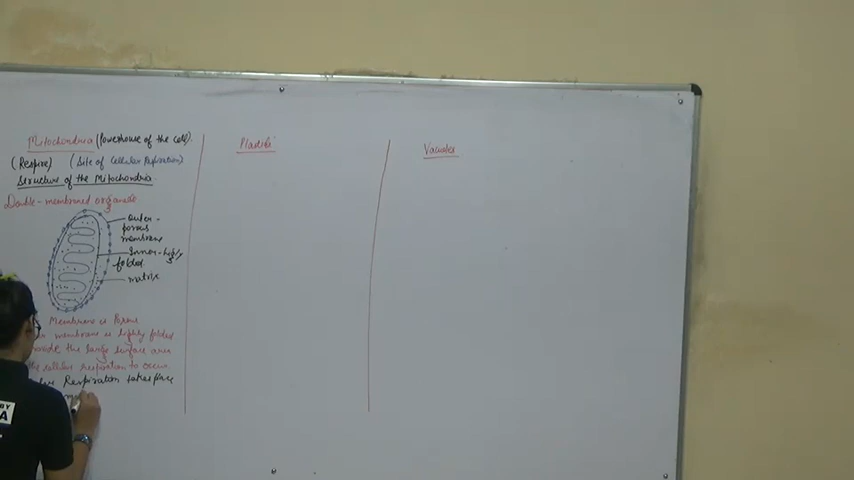 Mitochondria (Powerhouse of the cell).
(Respire) (Site of Cellular Respiration)
Structure of the Mitochondria
Double-membraned organelle
Outer-
porous
membrane
Inner-highly
folded
matrix
Membrane is Porous
membrane is highly folded
the large surface area
cellular respiration to occur
Respiration takes place
Plastids
Vacuoles
BY
A